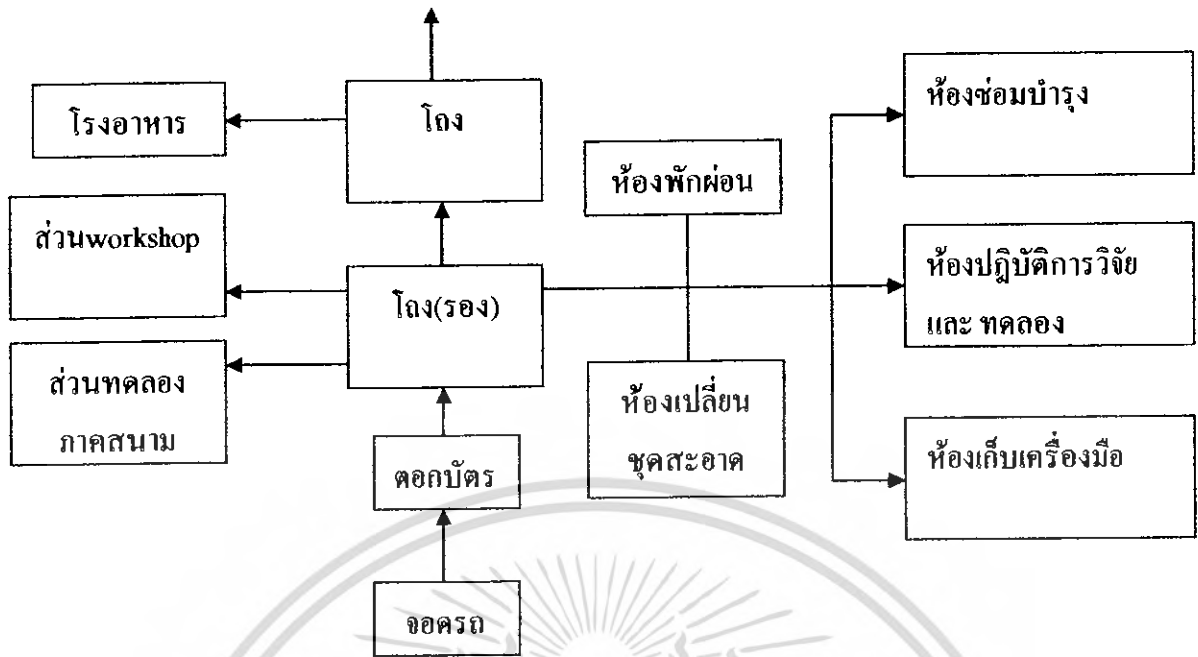 โรงอาหาร
โถง
ห้องซ่อมบำรุง
ห้องพักผ่อน
ส่วนworkshop
โถง(รอง)
ห้องปฎิบัติการวิจัย
และ ทดลอง
ส่วนทดลอง
ภาคสนาม
ห้องเปลี่ยน
ชุดสะอาด
ตอกบัตร
ห้องเก็บเครื่องมือ
จอดรถ